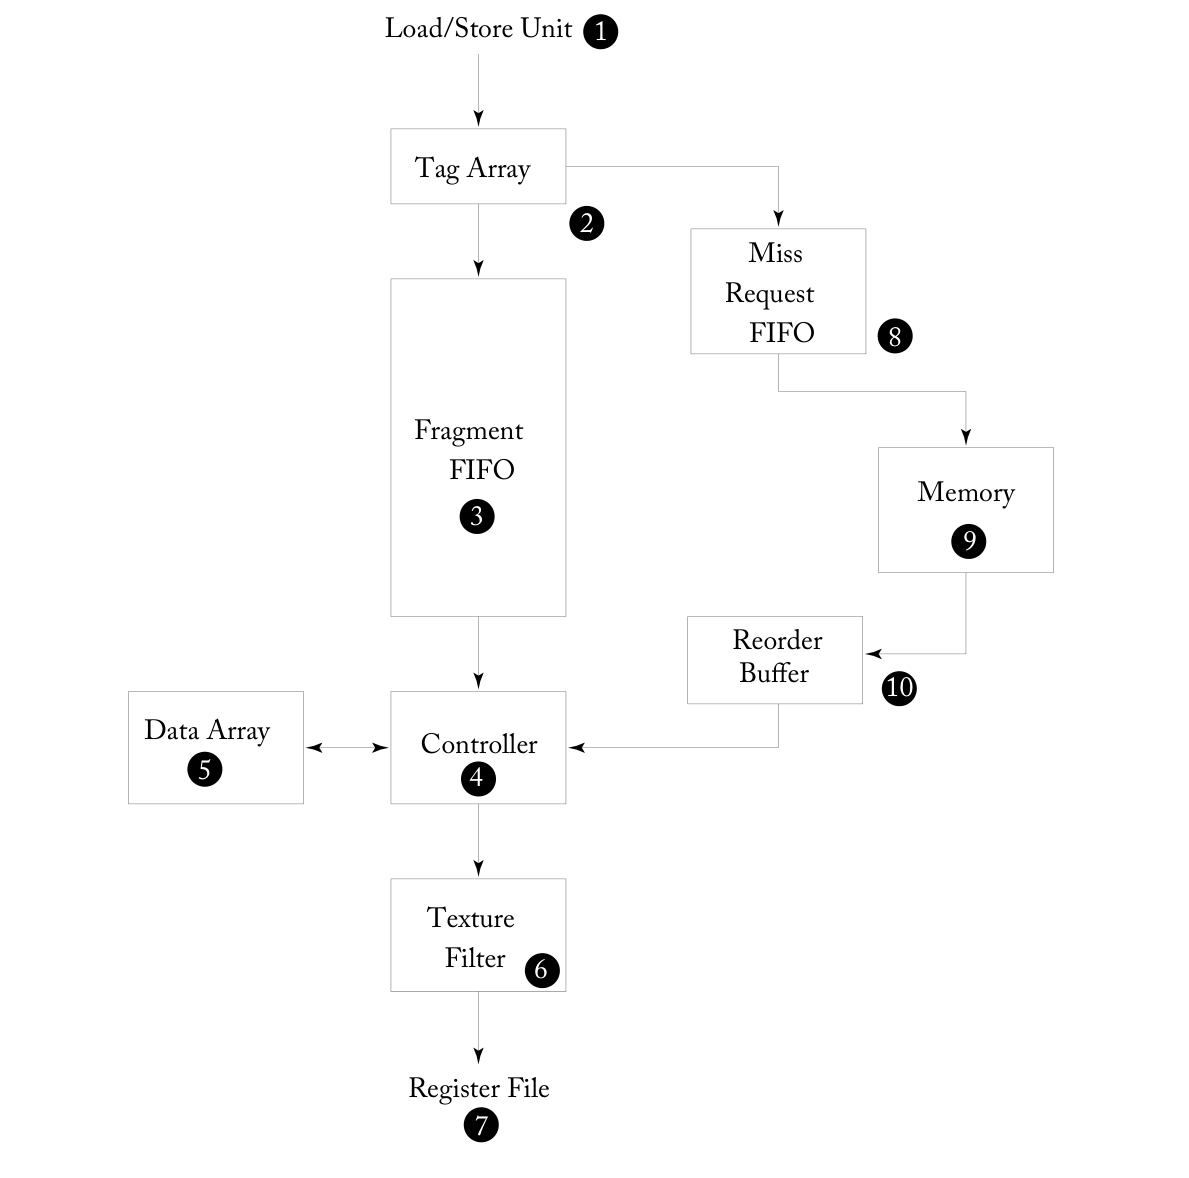 Load/Store Unit 1
Tag Array
2
Miss
Request
FIFO
8
Fragment
FIFO
3
Memory
9
Reorder
Buffer
10
Data Array
5
Controller
4
Texture
Filter
6
Register File
7